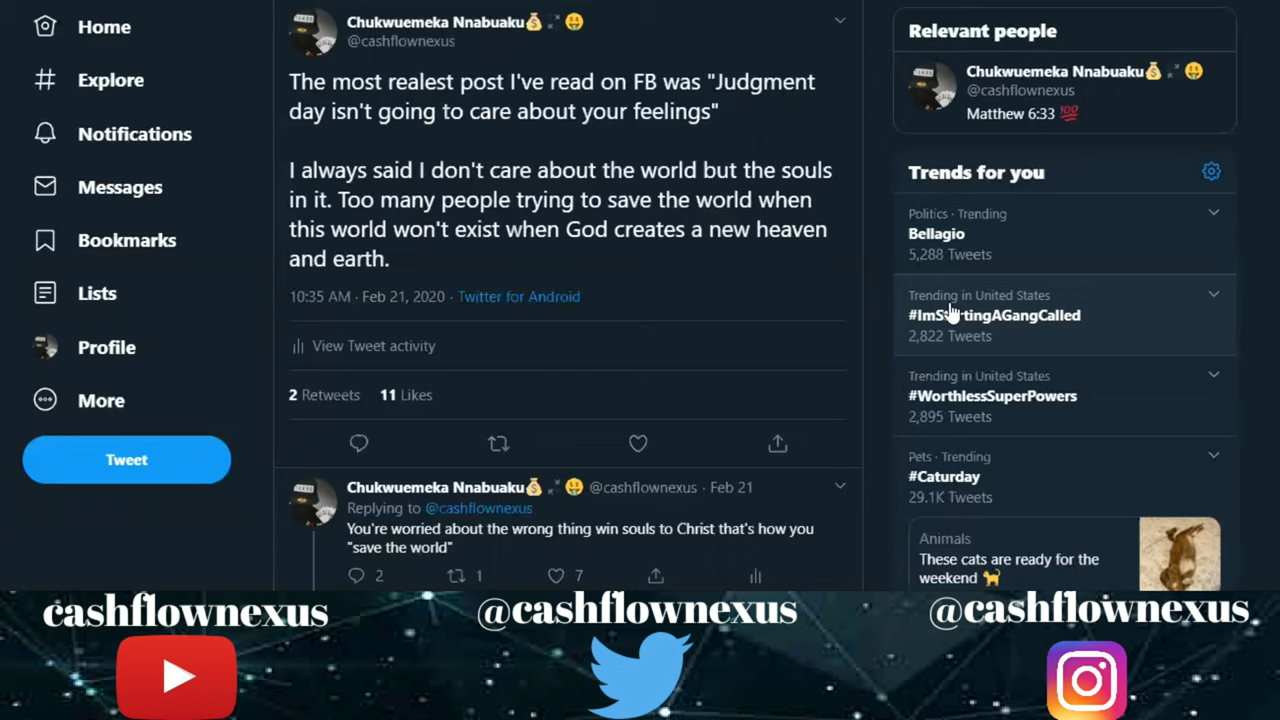 Home
Explore
Notifications
Messages
Bookmarks
Lists
Profile
More
Tweet
Chukwuemeka Nnabuaku💰 🤑
@cashflownexus
The most realest post I've read on FB was "Judgment
day isn't going to care about your feelings"
I always said I don't care about the world but the souls
in it. Too many people trying to save the world when
this world won't exist when God creates a new heaven
and earth.
10:35 AM · Feb 21, 2020 · Twitter for Android
View Tweet activity
2 Retweets 11 Likes
Chukwuemeka Nnabuaku💰 🤑 @cashflownexus · Feb 21
Replying to @cashflownexus
You're worried about the wrong thing win souls to Christ that's how you
"save the world"
2 1 7
Relevant people
Chukwuemeka Nnabuaku💰 🤑
@cashflownexus
Matthew 6:33 💯
Trends for you
Politics · Trending
Bellagio
5,288 Tweets
Trending in United States
#ImStartingAGangCalled
2,822 Tweets
Trending in United States
#WorthlessSuperPowers
2,895 Tweets
Pets · Trending
#Caturday
29.1K Tweets
Animals
These cats are ready for the
weekend 🐈
cashflownexus
@cashflownexus
@cashflownexus